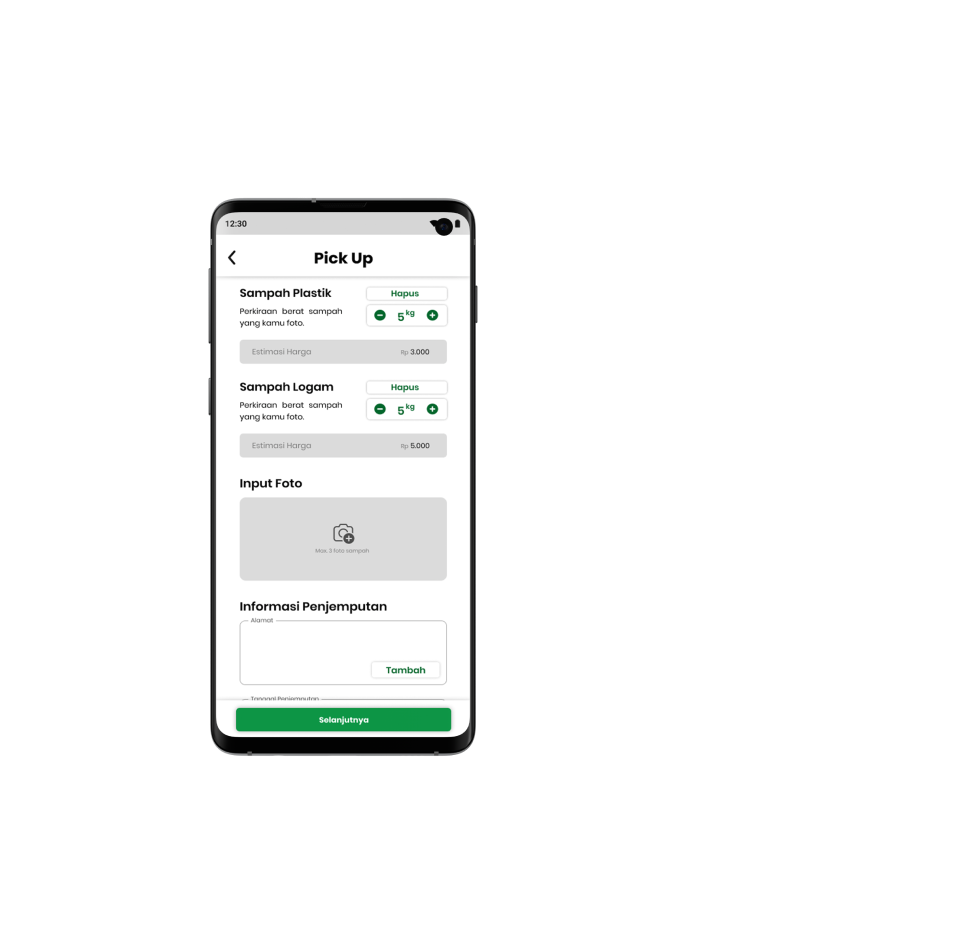 12:30
Pick Up
Sampah Plastik
Hapus
Perkiraan berat sampah
yang kamu foto.
5 kg
Estimasi Harga
Rp 3.000
Sampah Logam
Hapus
Perkiraan berat sampah
yang kamu foto.
5 kg
Estimasi Harga
Rp 5.000
Input Foto
Max. 3 foto sampah
Informasi Penjemputan
Alamat
Tambah
Tanggal Penjemputan
Selanjutnya